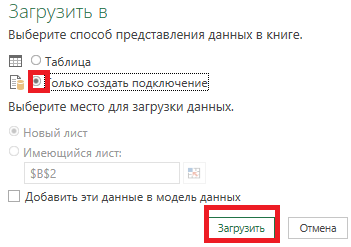 Загрузить в
Выберите способ представления данных в книге.
Таблица
Только создать подключение
Выберите место для загрузки данных.
Новый лист
Имеющийся лист:
$B$2
Добавить эти данные в модель данных
Загрузить Отмена